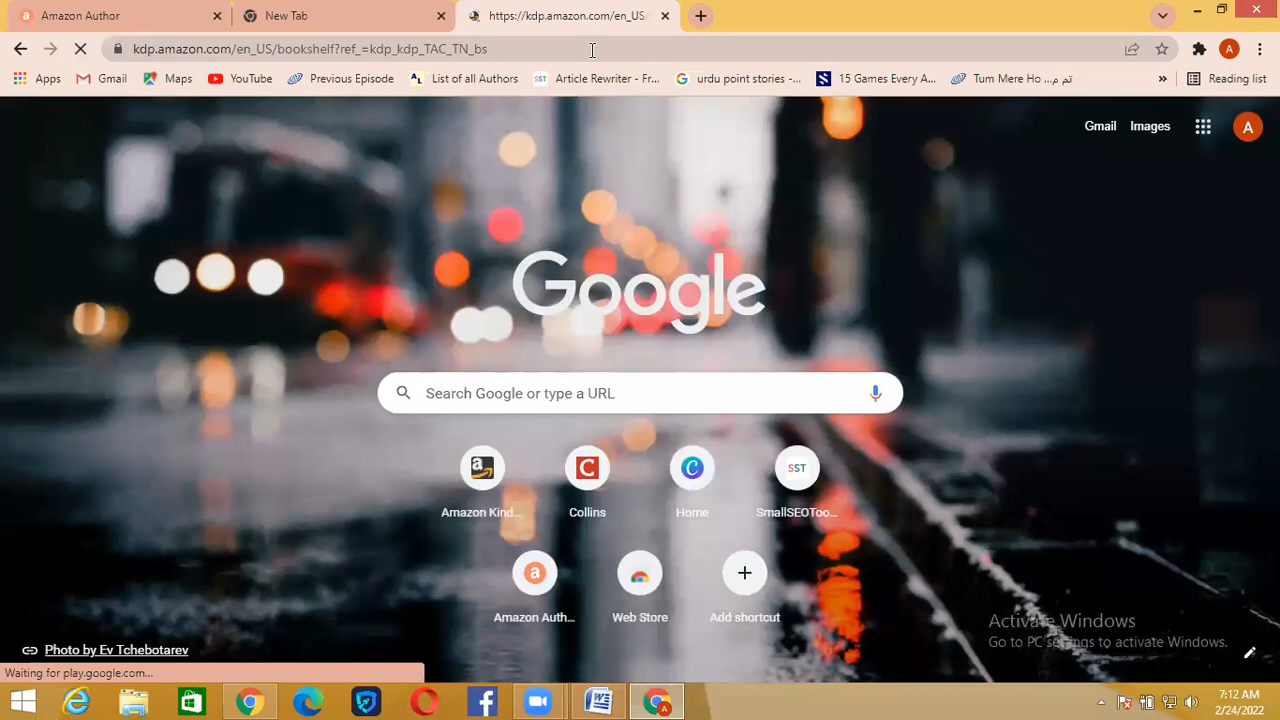 Amazon Author
New Tab
https://kdp.amazon.com/en_US/
kdp.amazon.com/en_US/bookshelf?ref_=kdp_kdp_TAC_TN_bs
A
Apps
Gmail
Maps
YouTube
Previous Episode
List of all Authors
Article Rewriter - Fr...
urdu point stories -...
15 Games Every A...
Tum Mere Ho ... تم م
»
Reading list
Gmail
Images
A
Google
Search Google or type a URL
Amazon Kind...
Collins
Home
SST
SmallSEOToo...
Amazon Auth...
Web Store
Add shortcut
Activate Windows
Go to PC settings to activate Windows.
Photo by Ev Tchebotarev
Waiting for play.google.com...
7:12 AM
2/24/2022